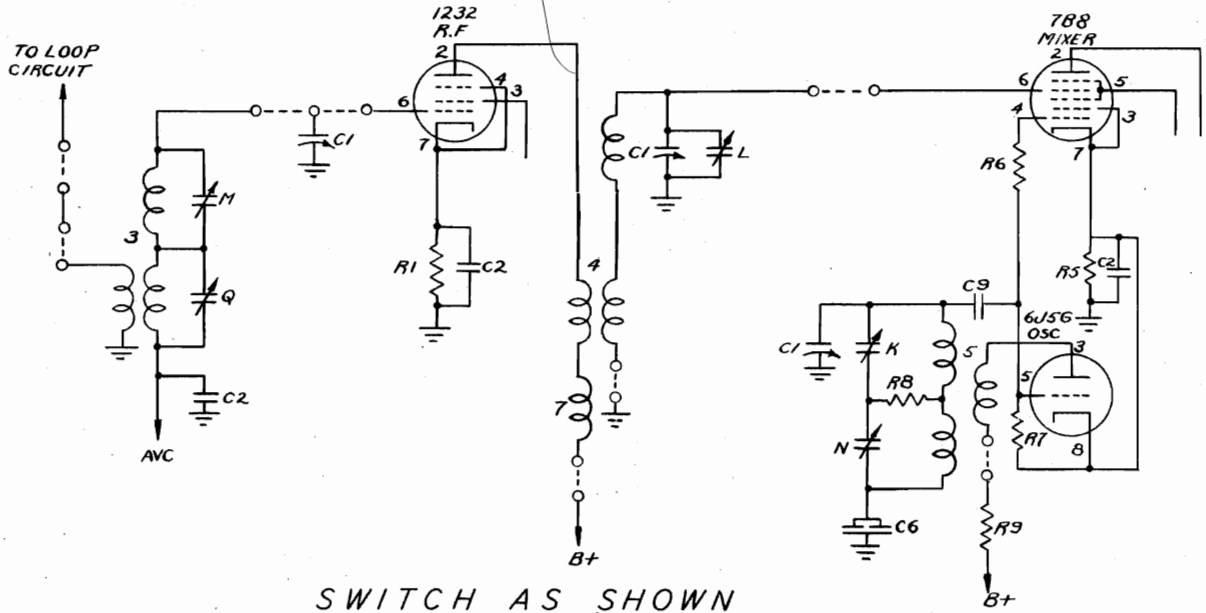 1232
R.F
2
4
3
6
7
TO LOOP
CIRCUIT
C1
M
3
Q
C2
AVC
R1
C2
4
7
B+
C1
L
7B8
MIXER
2
5
6
4
3
7
R6
R5
C2
C9
6J5G
OSC
3
5
8
R7
C1
K
R8
5
N
C6
R9
B+
SWITCH AS SHOWN